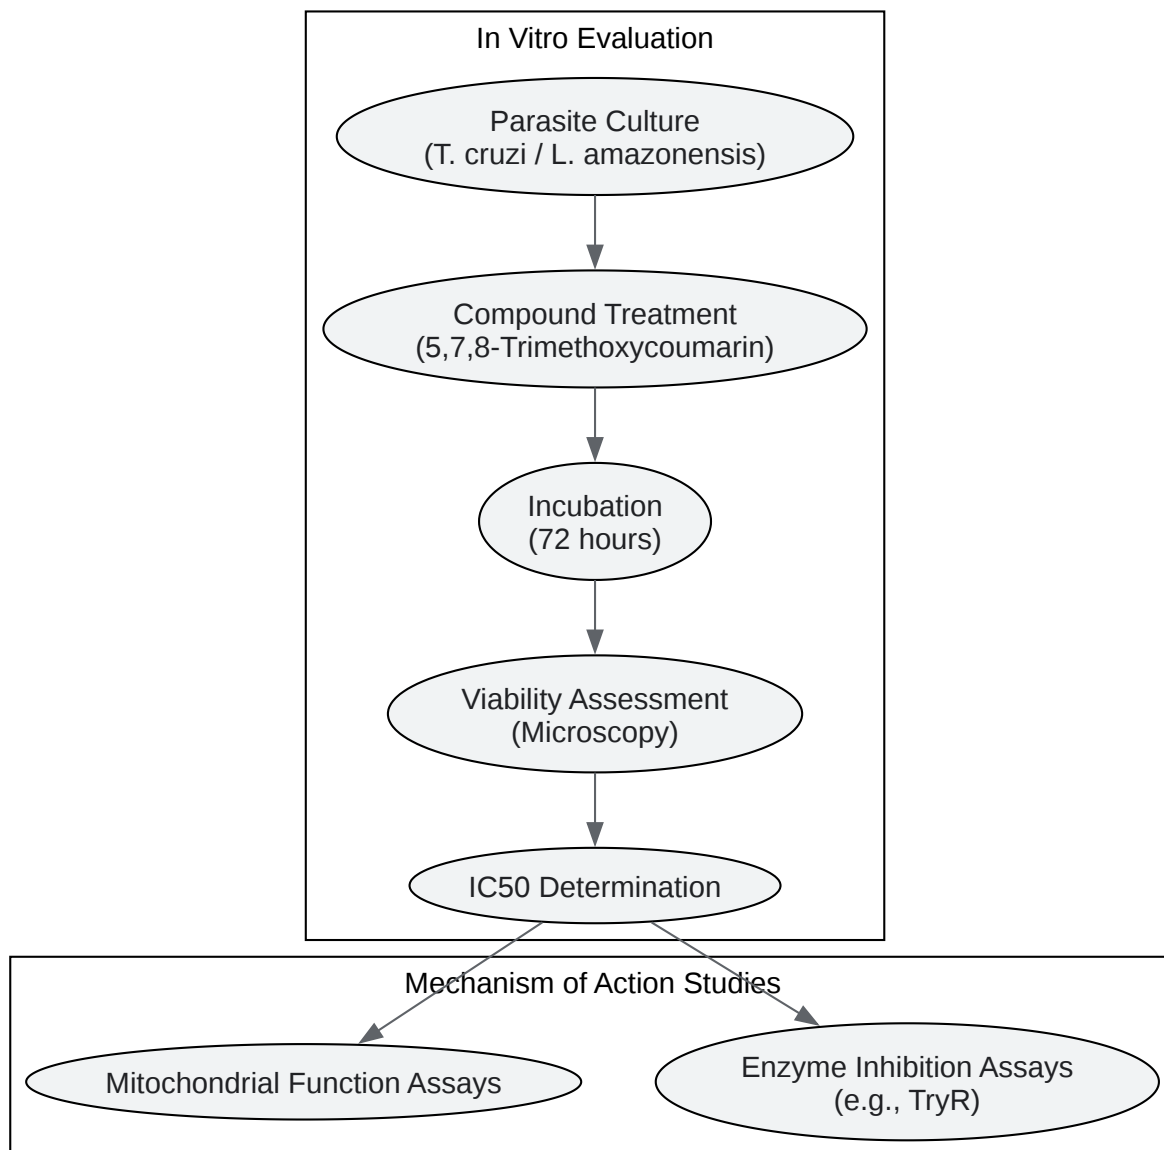 In Vitro Evaluation
Parasite Culture
(T. cruzi / L. amazonensis)
Compound Treatment
(5,7,8-Trimethoxycoumarin)
Incubation
(72 hours)
Viability Assessment
(Microscopy)
IC50 Determination
Mechanism of Action Studies
Mitochondrial Function Assays
Enzyme Inhibition Assays
(e.g., TryR)